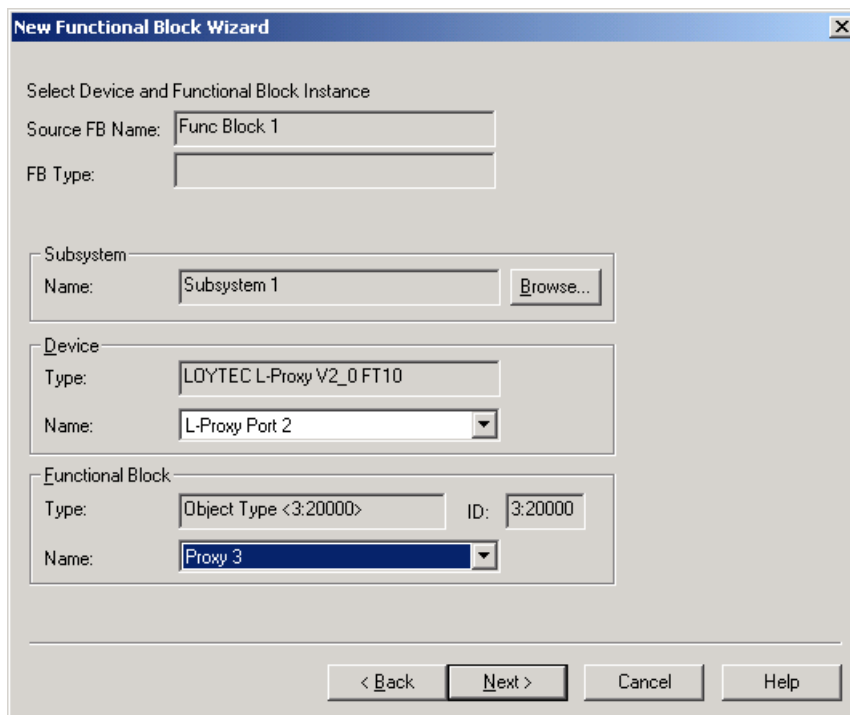 New Functional Block Wizard
Select Device and Functional Block Instance
Source FB Name: Func Block 1
FB Type:
Subsystem
Name: Subsystem 1 Browse...
Device
Type: LOYTEC L-Proxy V2_0 FT10
Name: L-Proxy Port 2
Functional Block
Type: Object Type <3:20000> ID: 3:20000
Name: Proxy 3
< Back Next > Cancel Help